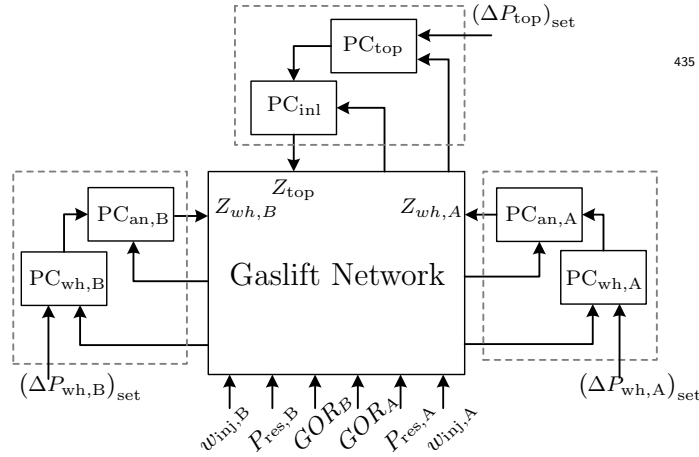 (ΔP_top)_set
PC_top
435
PC_inl
Z_top
Z_wh,B
Z_wh,A
PC_an,B
PC_an,A
PC_wh,B
Gaslift Network
PC_wh,A
(ΔP_wh,B)_set
(ΔP_wh,A)_set
w_inj,B
P_res,B
GOR_B
GOR_A
P_res,A
w_inj,A